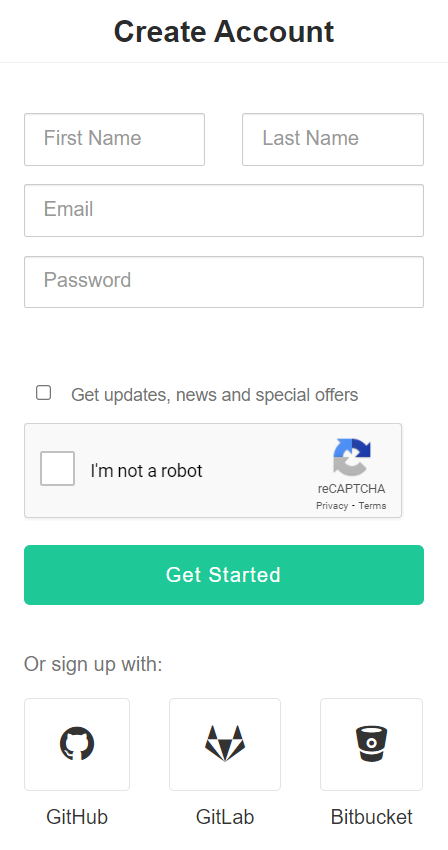 Create Account
First Name Last Name
Email
Password
Get updates, news and special offers
I'm not a robot
reCAPTCHA
Privacy - Terms
Get Started
Or sign up with:
GitHub GitLab Bitbucket